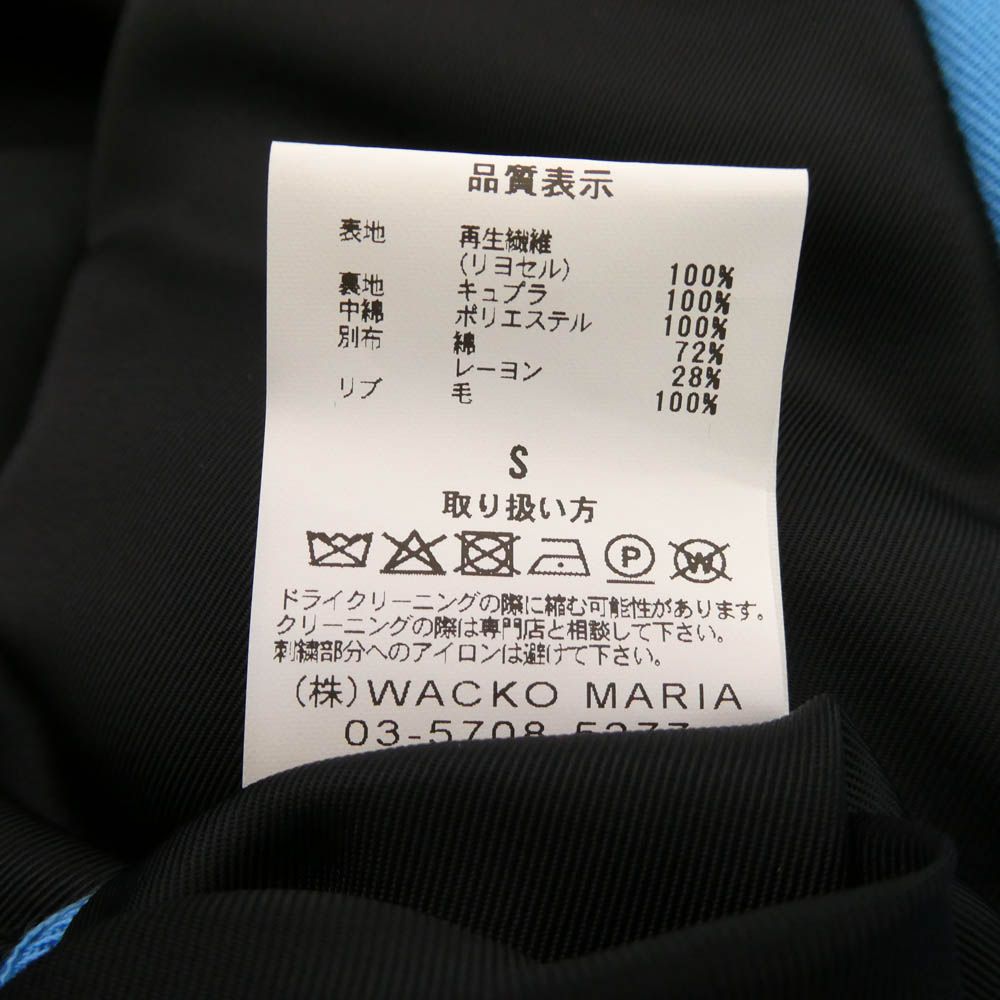 品質表示
表地 再生繊維
(リヨセル) 100%
裏地 キュプラ 100%
中綿 ポリエステル 100%
別布 綿 72%
レーヨン 28%
リブ 毛 100%
S
取り扱い方
P W
ドライクリーニングの際に縮む可能性があります。
クリーニングの際は専門店と相談して下さい。
刺繍部分へのアイロンは避けて下さい。
(株)WACKO MARIA
03-5708-5277